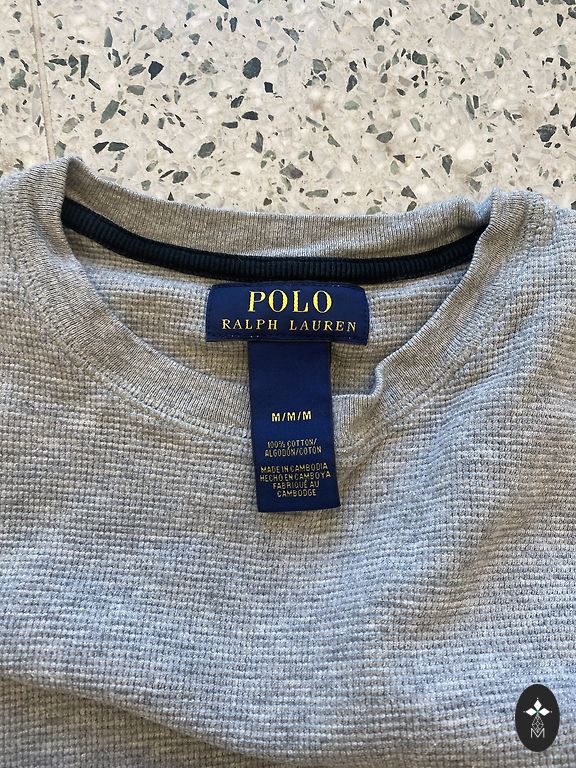 POLO
RALPH LAUREN
M/M/M
100% COTTON/
ALGODÓN/COTON
MADE IN CAMBODIA
HECHO EN CAMBOYA
FABRIQUÉ AU
CAMBODGE
M